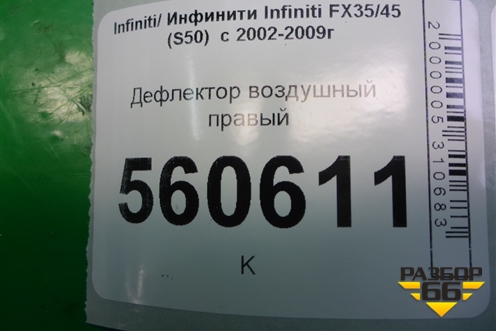 Infiniti/ Инфинити Infiniti FX35/45
(S50) с 2002-2009г
Дефлектор воздушный
правый
560611
К
2000005310683
РАЗБОР
66